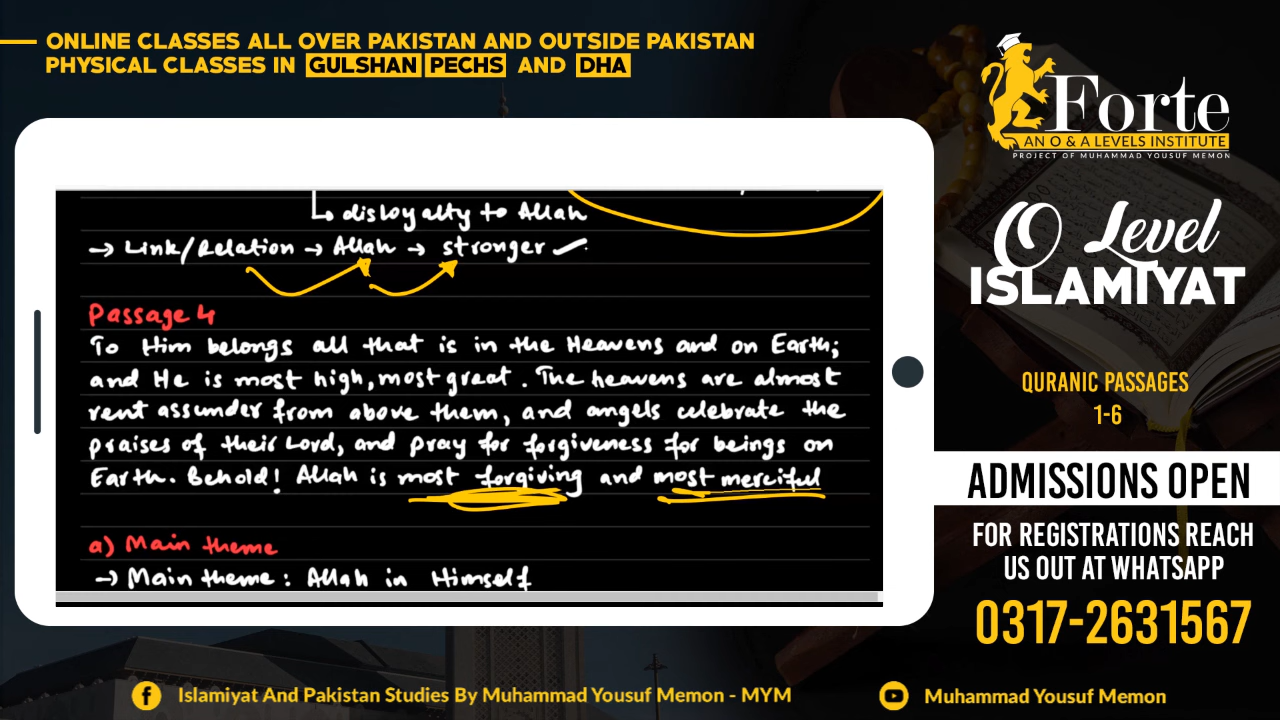 ONLINE CLASSES ALL OVER PAKISTAN AND OUTSIDE PAKISTAN
PHYSICAL CLASSES IN GULSHAN PECHS AND DHA
Forte
AN O & A LEVELS INSTITUTE
PROJECT OF MUHAMMAD YOUSUF MEMON
↳ disloyalty to Allah
→ Link/Relation → Allah → stronger
Passage 4
To Him belongs all that is in the Heavens and on Earth;
and He is most high, most great. The heavens are almost
rent assunder from above them, and angels celebrate the
praises of their Lord, and pray for forgiveness for beings on
Earth. Behold! Allah is most forgiving and most merciful
a) Main theme
→ Main theme: Allah in Himself
O Level
ISLAMIYAT
QURANIC PASSAGES
1-6
ADMISSIONS OPEN
FOR REGISTRATIONS REACH
US OUT AT WHATSAPP
0317-2631567
Islamiyat And Pakistan Studies By Muhammad Yousuf Memon - MYM
Muhammad Yousuf Memon